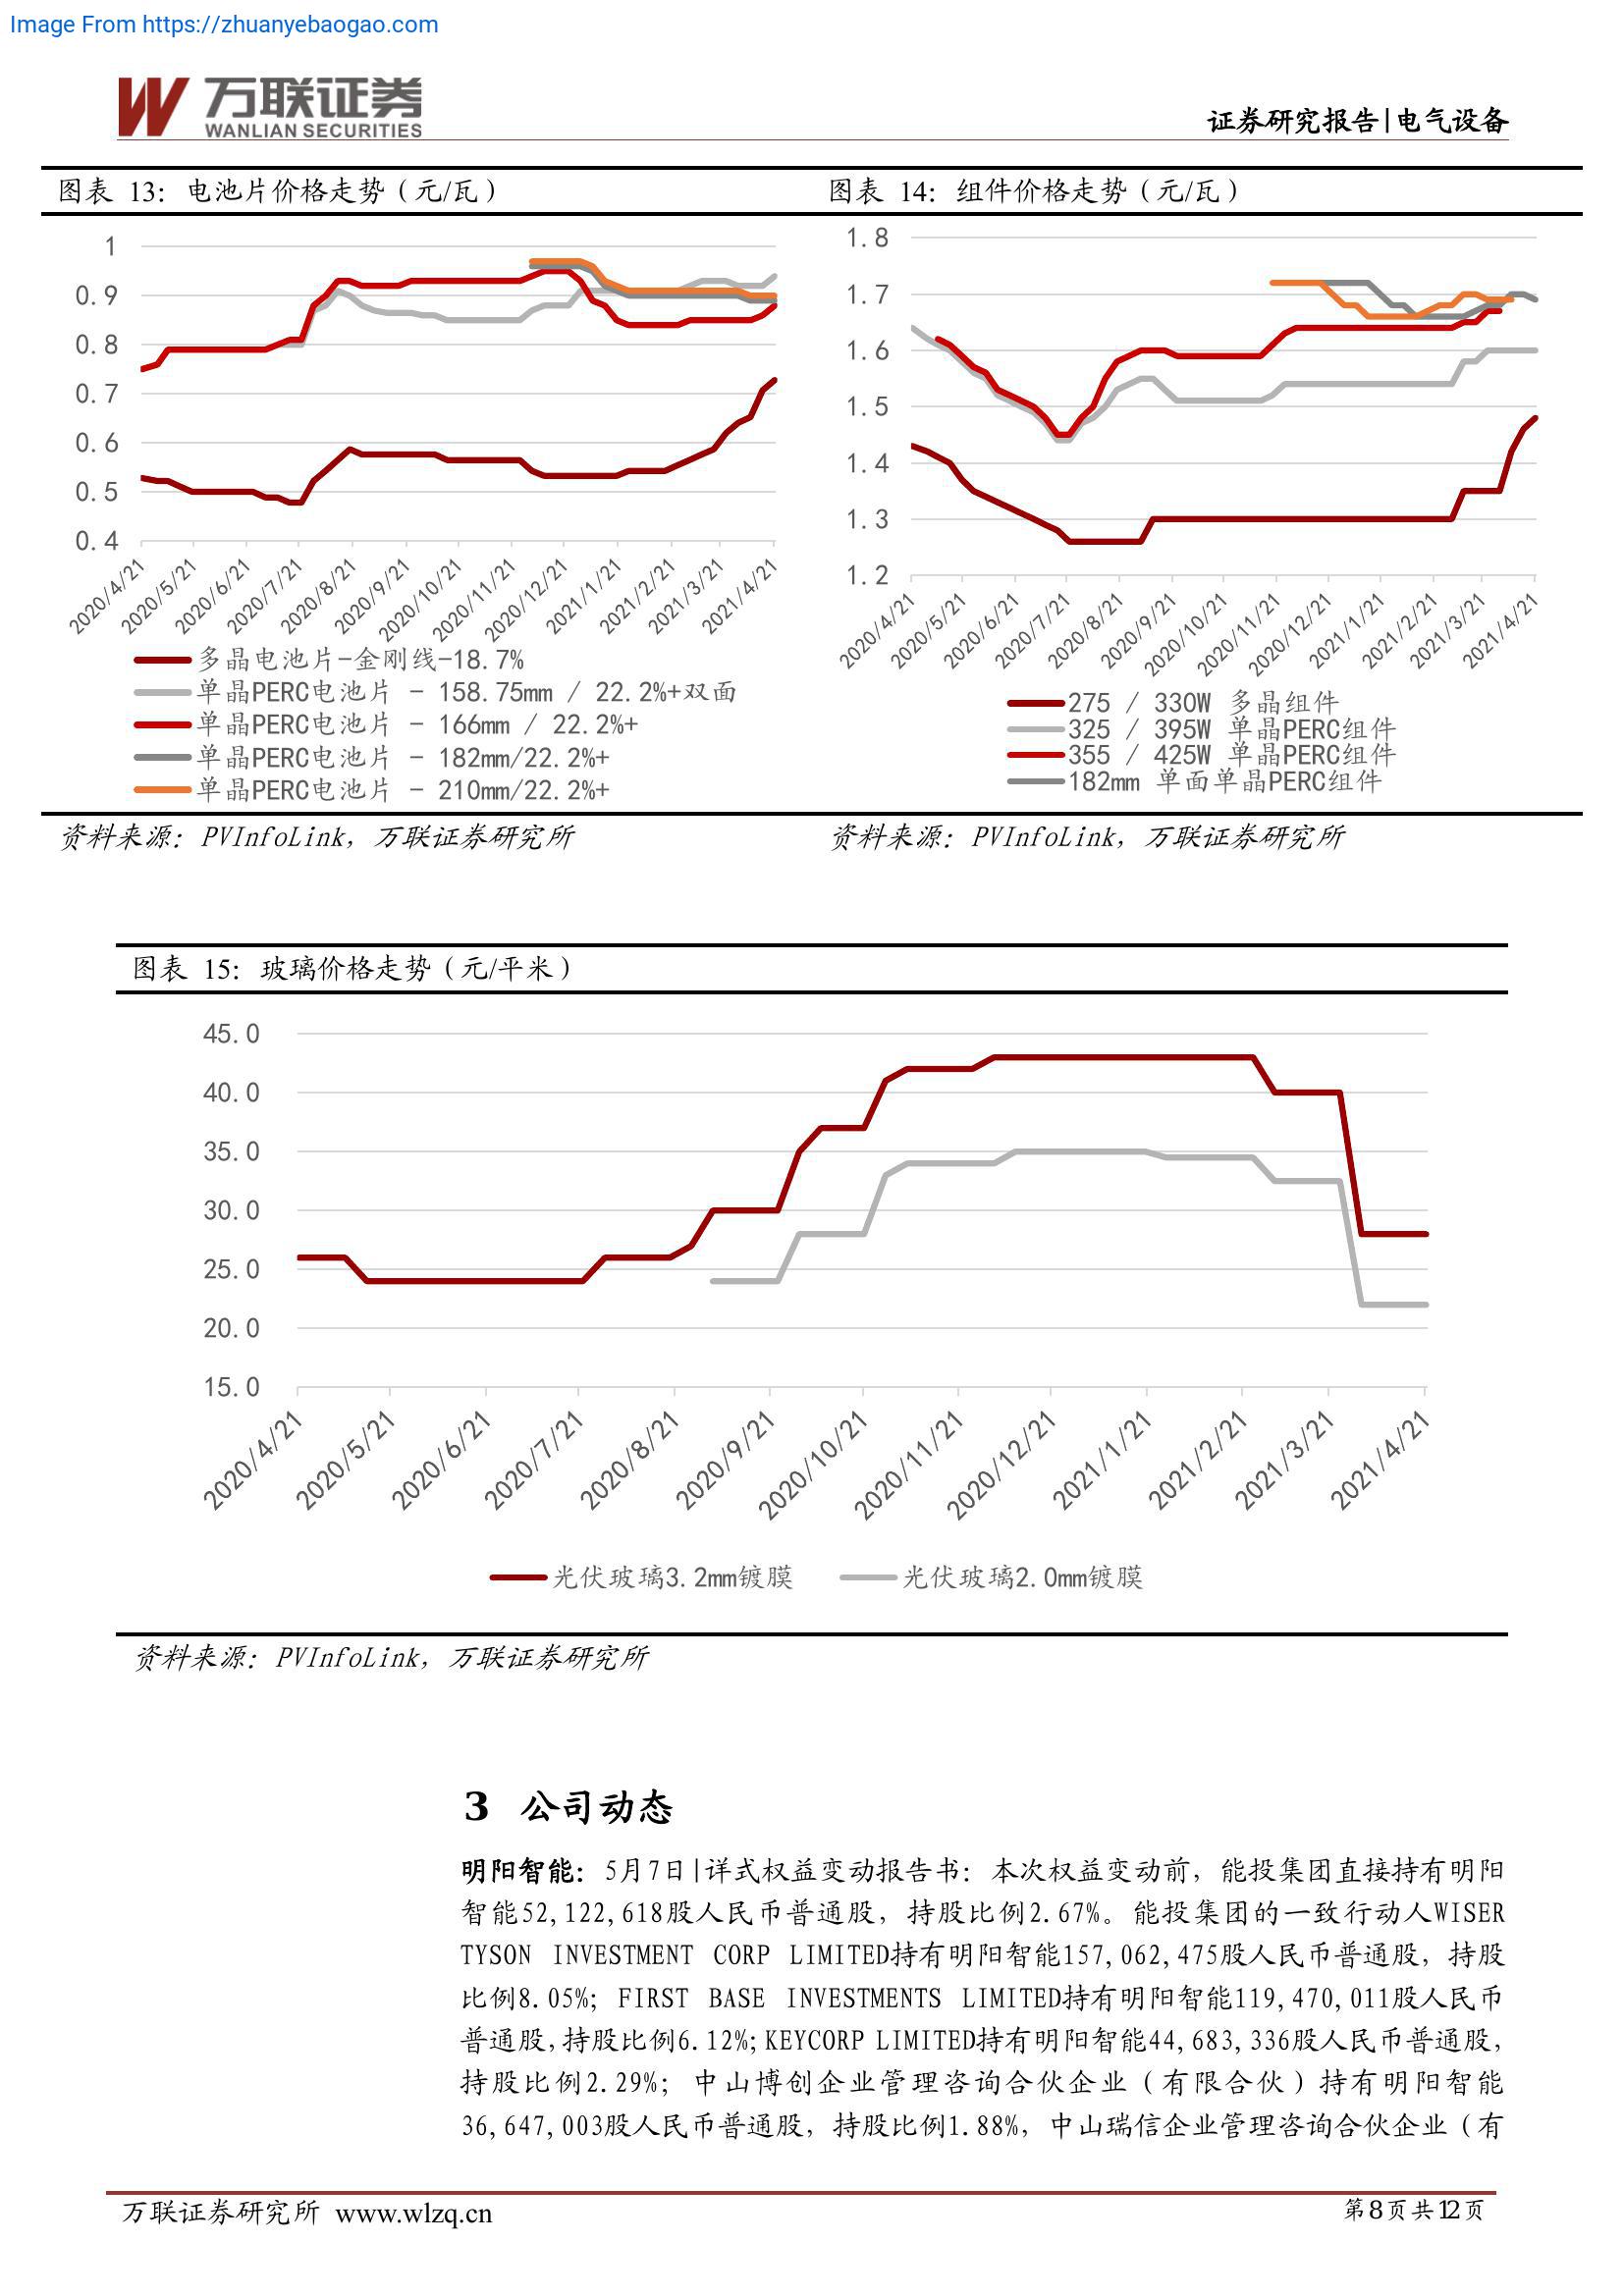 Image From https://zhuanyebaogao.com
万联证券
WANLIAN SECURITIES
证券研究报告|电气设备
图表 13：电池片价格走势（元/瓦）
1
0.9
0.8
0.7
0.6
0.5
0.4
2020/4/21
2020/5/21
2020/6/21
2020/7/21
2020/8/21
2020/9/21
2020/10/21
2020/11/21
2020/12/21
2021/1/21
2021/2/21
2021/3/21
2021/4/21
多晶电池片-金刚线-18.7%
单晶PERC电池片 - 158.75mm / 22.2%+双面
单晶PERC电池片 - 166mm / 22.2%+
单晶PERC电池片 - 182mm/22.2%+
单晶PERC电池片 - 210mm/22.2%+
资料来源：PVInfoLink，万联证券研究所
图表 14：组件价格走势（元/瓦）
1.8
1.7
1.6
1.5
1.4
1.3
1.2
2020/4/21
2020/5/21
2020/6/21
2020/7/21
2020/8/21
2020/9/21
2020/10/21
2020/11/21
2020/12/21
2021/1/21
2021/2/21
2021/3/21
2021/4/21
275 / 330W 多晶组件
325 / 395W 单晶PERC组件
355 / 425W 单晶PERC组件
182mm 单面单晶PERC组件
资料来源：PVInfoLink，万联证券研究所
图表 15：玻璃价格走势（元/平米）
45.0
40.0
35.0
30.0
25.0
20.0
15.0
2020/4/21
2020/5/21
2020/6/21
2020/7/21
2020/8/21
2020/9/21
2020/10/21
2020/11/21
2020/12/21
2021/1/21
2021/2/21
2021/3/21
2021/4/21
光伏玻璃3.2mm镀膜
光伏玻璃2.0mm镀膜
资料来源：PVInfoLink，万联证券研究所
3 公司动态
明阳智能：5月7日|详式权益变动报告书：本次权益变动前，能投集团直接持有明阳
智能52,122,618股人民币普通股，持股比例2.67%。能投集团的一致行动人WISER
TYSON INVESTMENT CORP LIMITED持有明阳智能157,062,475股人民币普通股，持股
比例8.05%；FIRST BASE INVESTMENTS LIMITED持有明阳智能119,470,011股人民币
普通股，持股比例6.12%；KEYCORP LIMITED持有明阳智能44,683,336股人民币普通股，
持股比例2.29%；中山博创企业管理咨询合伙企业（有限合伙）持有明阳智能
36,647,003股人民币普通股，持股比例1.88%，中山瑞信企业管理咨询合伙企业（有
万联证券研究所 www.wlzq.cn
第8页共12页